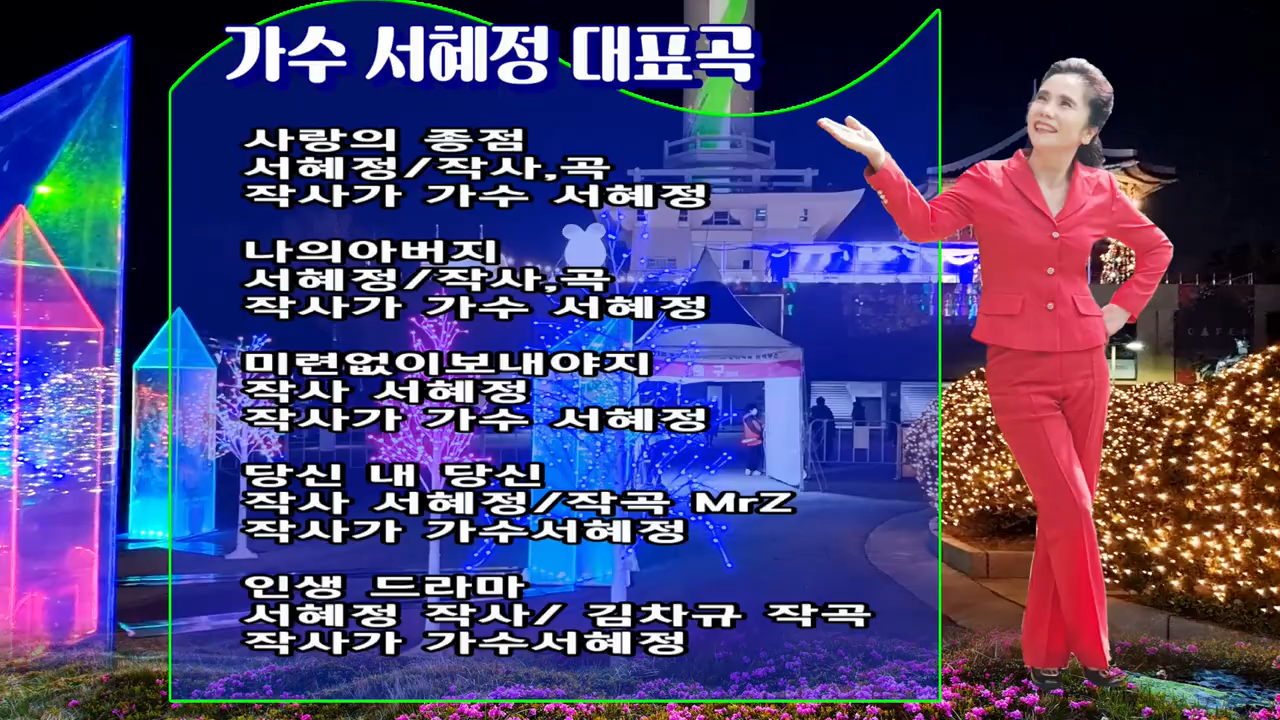 가수 서혜정 대표곡
사랑의 종점
서혜정/작사,곡
작사가 가수 서혜정
나의아버지
서혜정/작사,곡
작사가 가수 서혜정
미련없이보내야지
작사 서혜정
작사가 가수 서혜정
당신 내 당신
작사 서혜정/작곡 MrZ
작사가 가수서혜정
인생 드라마
서혜정 작사/ 김차규 작곡
작사가 가수서혜정